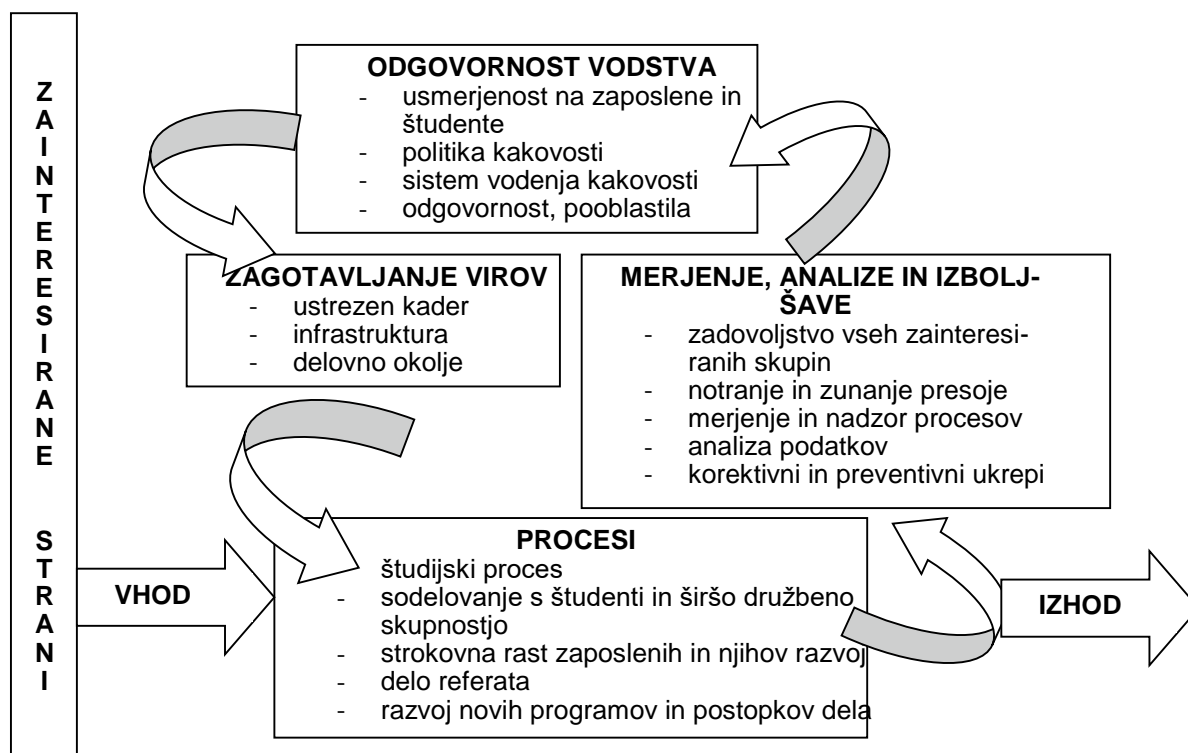 ZAINTERESIRANE STRANI
ODGOVORNOST VODSTVA
- usmerjenost na zaposlene in
študente
- politika kakovosti
- sistem vodenja kakovosti
- odgovornost, pooblastila
ZAGOTAVLJANJE VIROV
- ustrezen kader
- infrastruktura
- delovno okolje
MERJENJE, ANALIZE IN IZBOLJ-
ŠAVE
- zadovoljstvo vseh zainteresi-
ranih skupin
- notranje in zunanje presoje
- merjenje in nadzor procesov
- analiza podatkov
- korektivni in preventivni ukrepi
VHOD
PROCESI
študijski proces
- sodelovanje s študenti in širšo družbeno
skupnostjo
- strokovna rast zaposlenih in njihov razvoj
- delo referata
- razvoj novih programov in postopkov dela
IZHOD